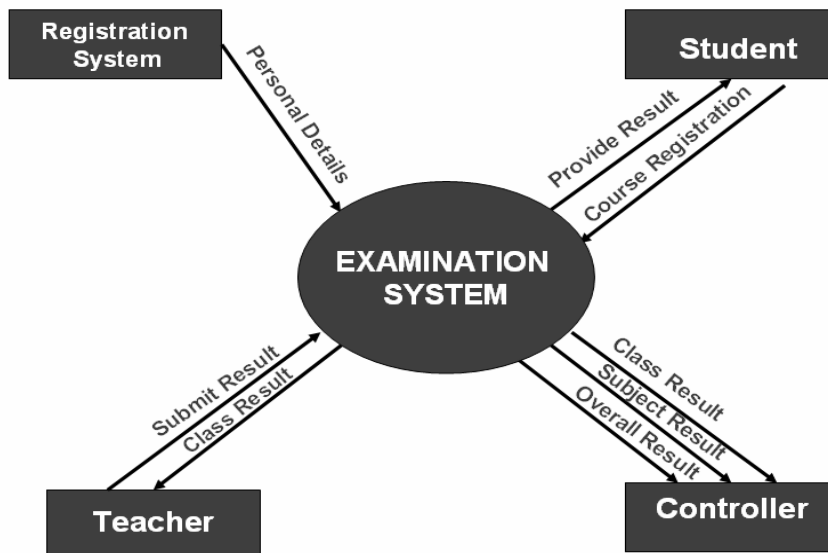 Registration
System
Student
Personal Details
Provide Result
Course Registration
EXAMINATION
SYSTEM
Submit Result
Class Result
Class Result
Subject Result
Overall Result
Teacher
Controller